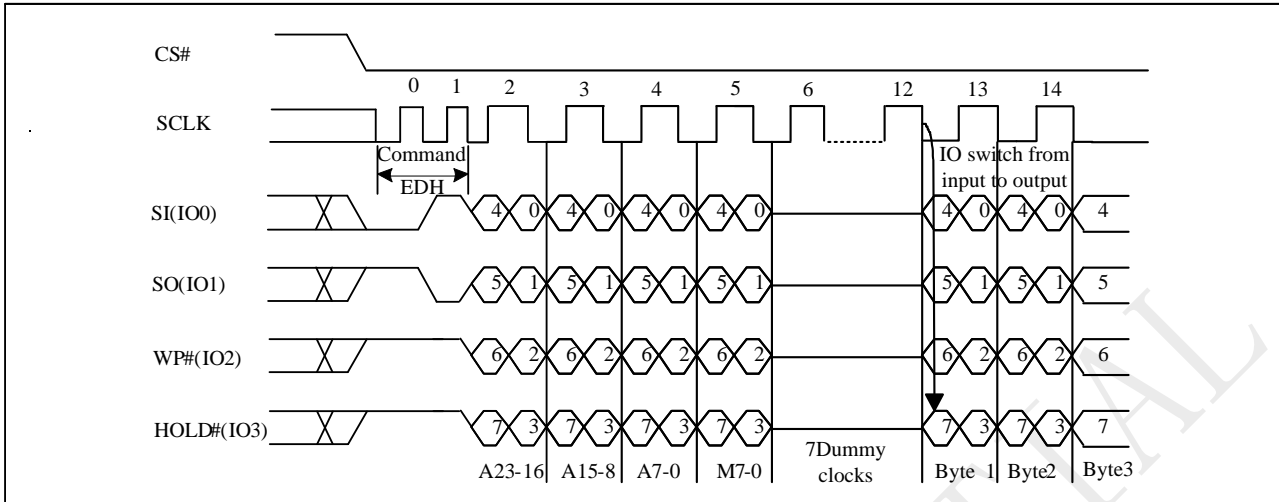 CS#
0 1 2 3 4 5 6 12 13 14
SCLK
Command
IO switch from
EDH
input to output
SI(IO0) 4 0 4 0 4 0 4 0 4 0 4 0 4
SO(IO1) 5 1 5 1 5 1 5 1 5 1 5 1 5
WP#(IO2) 6 2 6 2 6 2 6 2 6 2 6 2 6
HOLD#(IO3) 7 3 7 3 7 3 7 3 7 3 7 3 7
7Dummy
clocks
A23-16 A15-8 A7-0 M7-0 Byte 1 Byte2 Byte3
TIAL